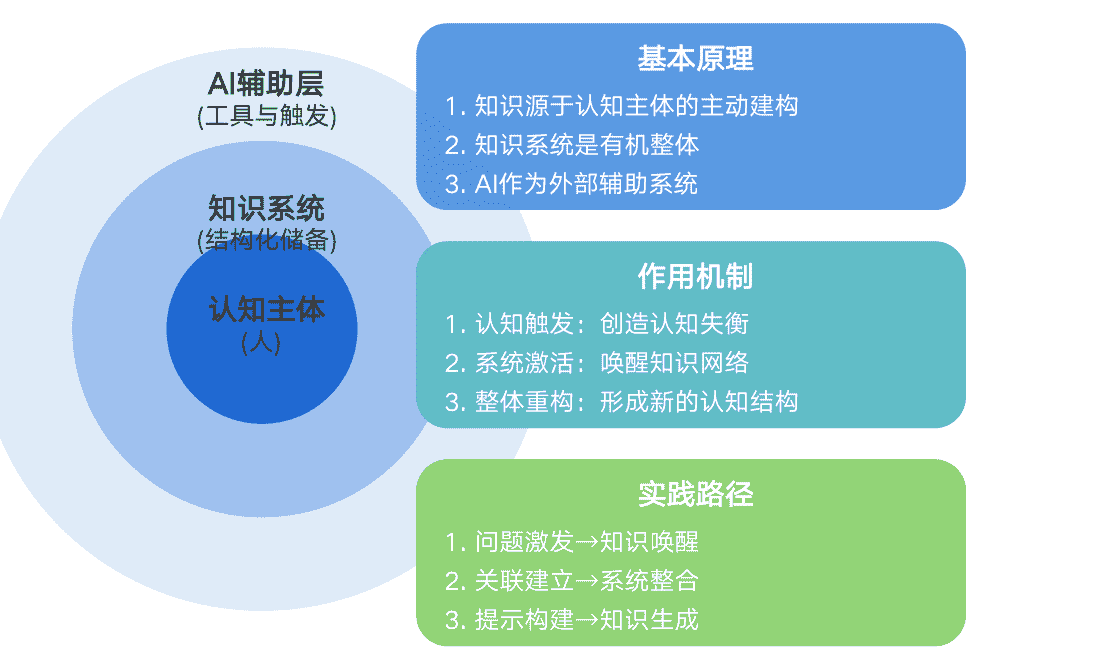 AI辅助层
(工具与触发)
知识系统
(结构化储备)
认知主体
(人)
基本原理
1. 知识源于认知主体的主动建构
2. 知识系统是有机整体
3. AI作为外部辅助系统
作用机制
1. 认知触发：创造认知失衡
2. 系统激活：唤醒知识网络
3. 整体重构：形成新的认知结构
实践路径
1. 问题激发→知识唤醒
2. 关联建立→系统整合
3. 提示构建→知识生成